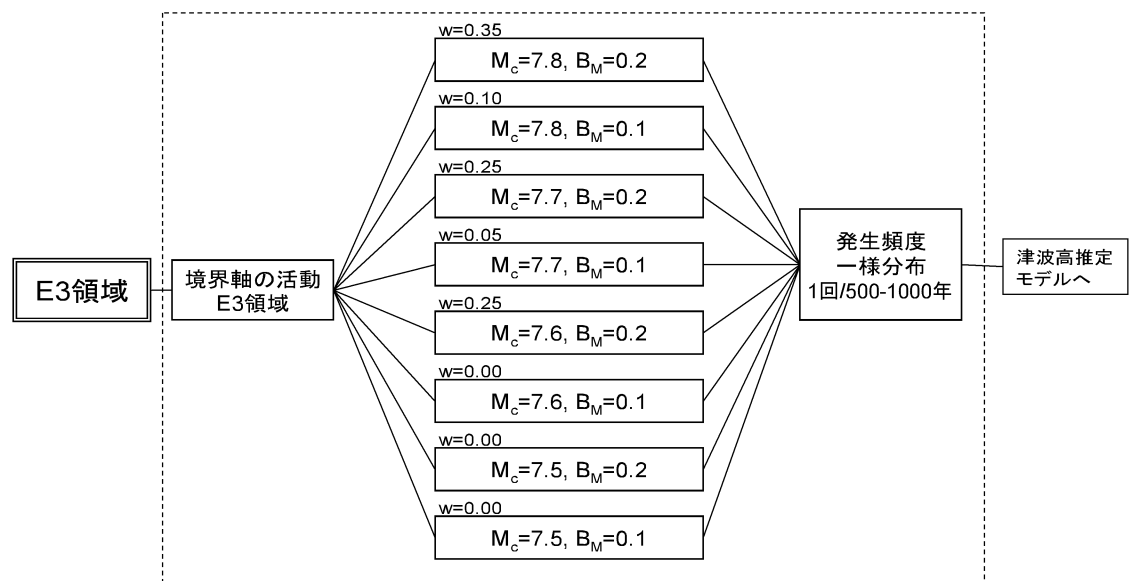 E3領域
境界軸の活動
E3領域
w=0.35
Mc=7.8, BM=0.2
w=0.10
Mc=7.8, BM=0.1
w=0.25
Mc=7.7, BM=0.2
w=0.05
Mc=7.7, BM=0.1
w=0.25
Mc=7.6, BM=0.2
w=0.00
Mc=7.6, BM=0.1
w=0.00
Mc=7.5, BM=0.2
w=0.00
Mc=7.5, BM=0.1
発生頻度
一様分布
1回/500-1000年
津波高推定
モデルへ